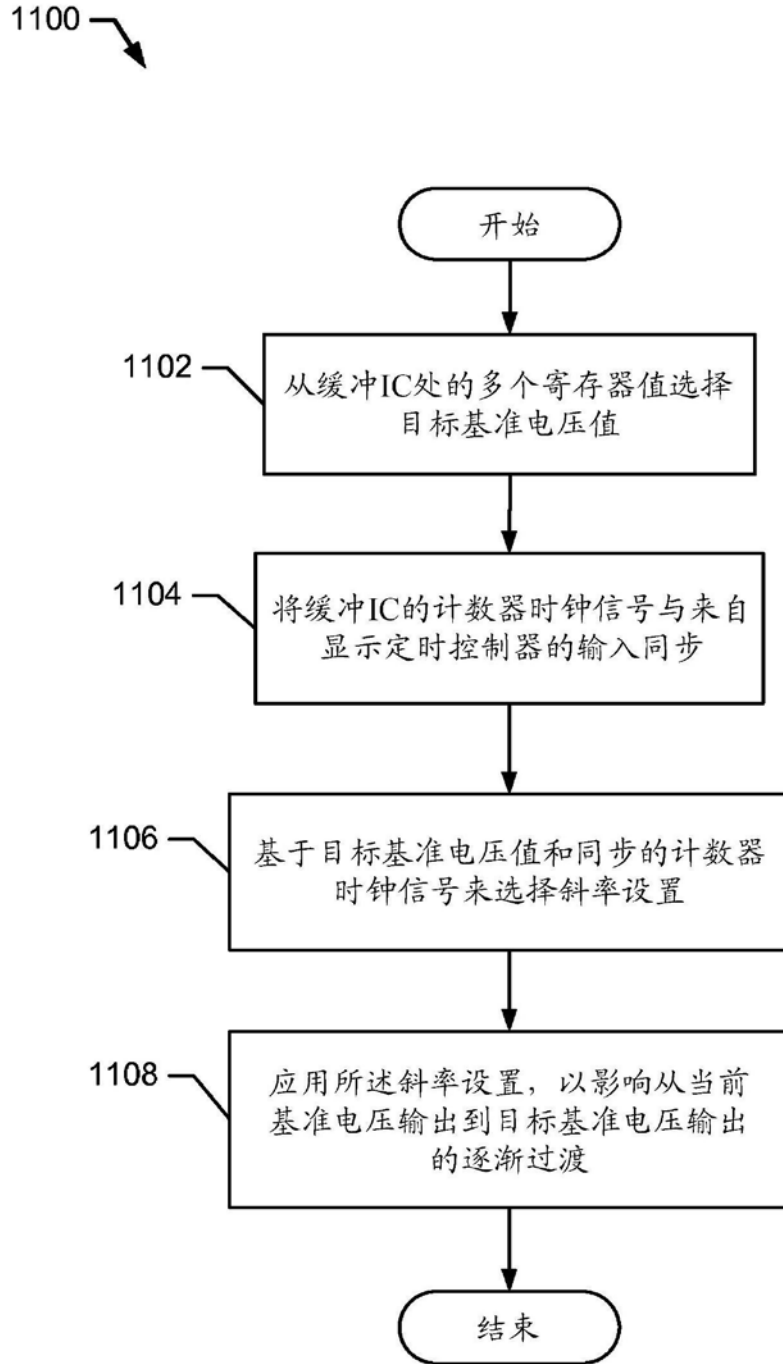 1100
开始
1102
从缓冲IC处的多个寄存器值选择
目标基准电压值
1104
将缓冲IC的计数器时钟信号与来自
显示定时控制器的输入同步
1106
基于目标基准电压值和同步的计数器
时钟信号来选择斜率设置
1108
应用所述斜率设置，以影响从当前
基准电压输出到目标基准电压输出
的逐渐过渡
结束